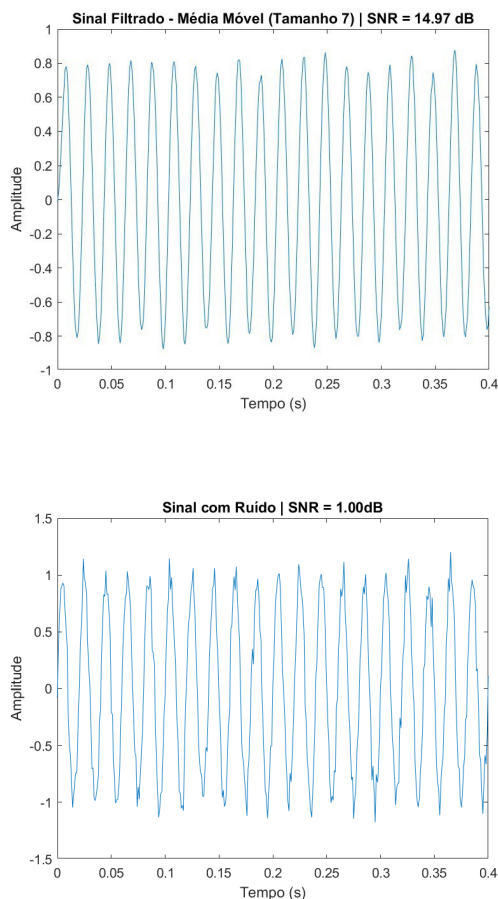 Sinal Filtrado - Média Móvel (Tamanho 7) | SNR = 14.97 dB
1
0.8
0.6
0.4
0.2
0
-0.2
-0.4
-0.6
-0.8
-1
Amplitude
0 0.05 0.1 0.15 0.2 0.25 0.3 0.35 0.4
Tempo (s)
Sinal com Ruído | SNR = 1.00dB
1.5
1
0.5
0
-0.5
-1
-1.5
Amplitude
0 0.05 0.1 0.15 0.2 0.25 0.3 0.35 0.4
Tempo (s)